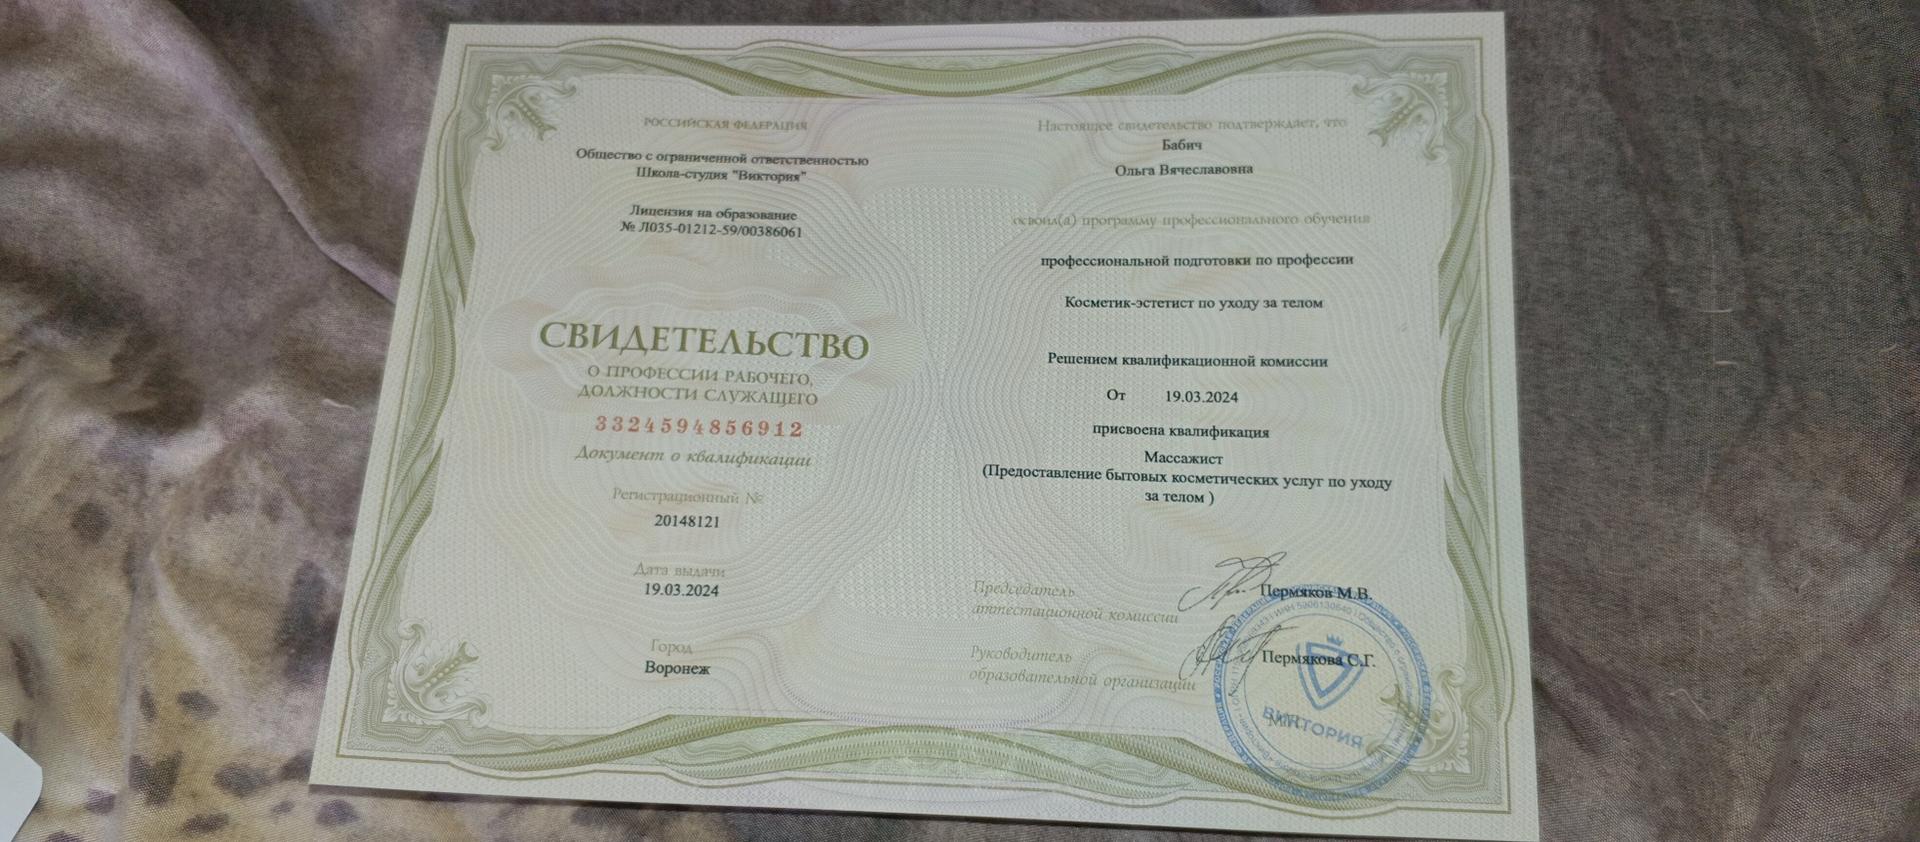 РОССИЙСКАЯ ФЕДЕРАЦИЯ
Общество с ограниченной ответственностью
Школа-студия "Виктория"
Лицензия на образование
№ Л035-01212-59/00386061
СВИДЕТЕЛЬСТВО
О ПРОФЕССИИ РАБОЧЕГО,
ДОЛЖНОСТИ СЛУЖАЩЕГО
3324594856912
Документ о квалификации
Регистрационный №
20148121
Дата выдачи
19.03.2024
Город
Воронеж
Настоящее свидетельство подтверждает, что
Бабич
Ольга Вячеславовна
освоил(а) программу профессионального обучения
профессиональной подготовки по профессии
Косметик-эстетист по уходу за телом
Решением квалификационной комиссии
От 19.03.2024
присвоена квалификация
Массажист
(Предоставление бытовых косметических услуг по уходу
за телом )
Председатель
аттестационной комиссии
Пермяков М.В.
Руководитель
образовательной организации
Пермякова С.Г.
М.П.
ИНН 5906130640
ВИКТОРИЯ